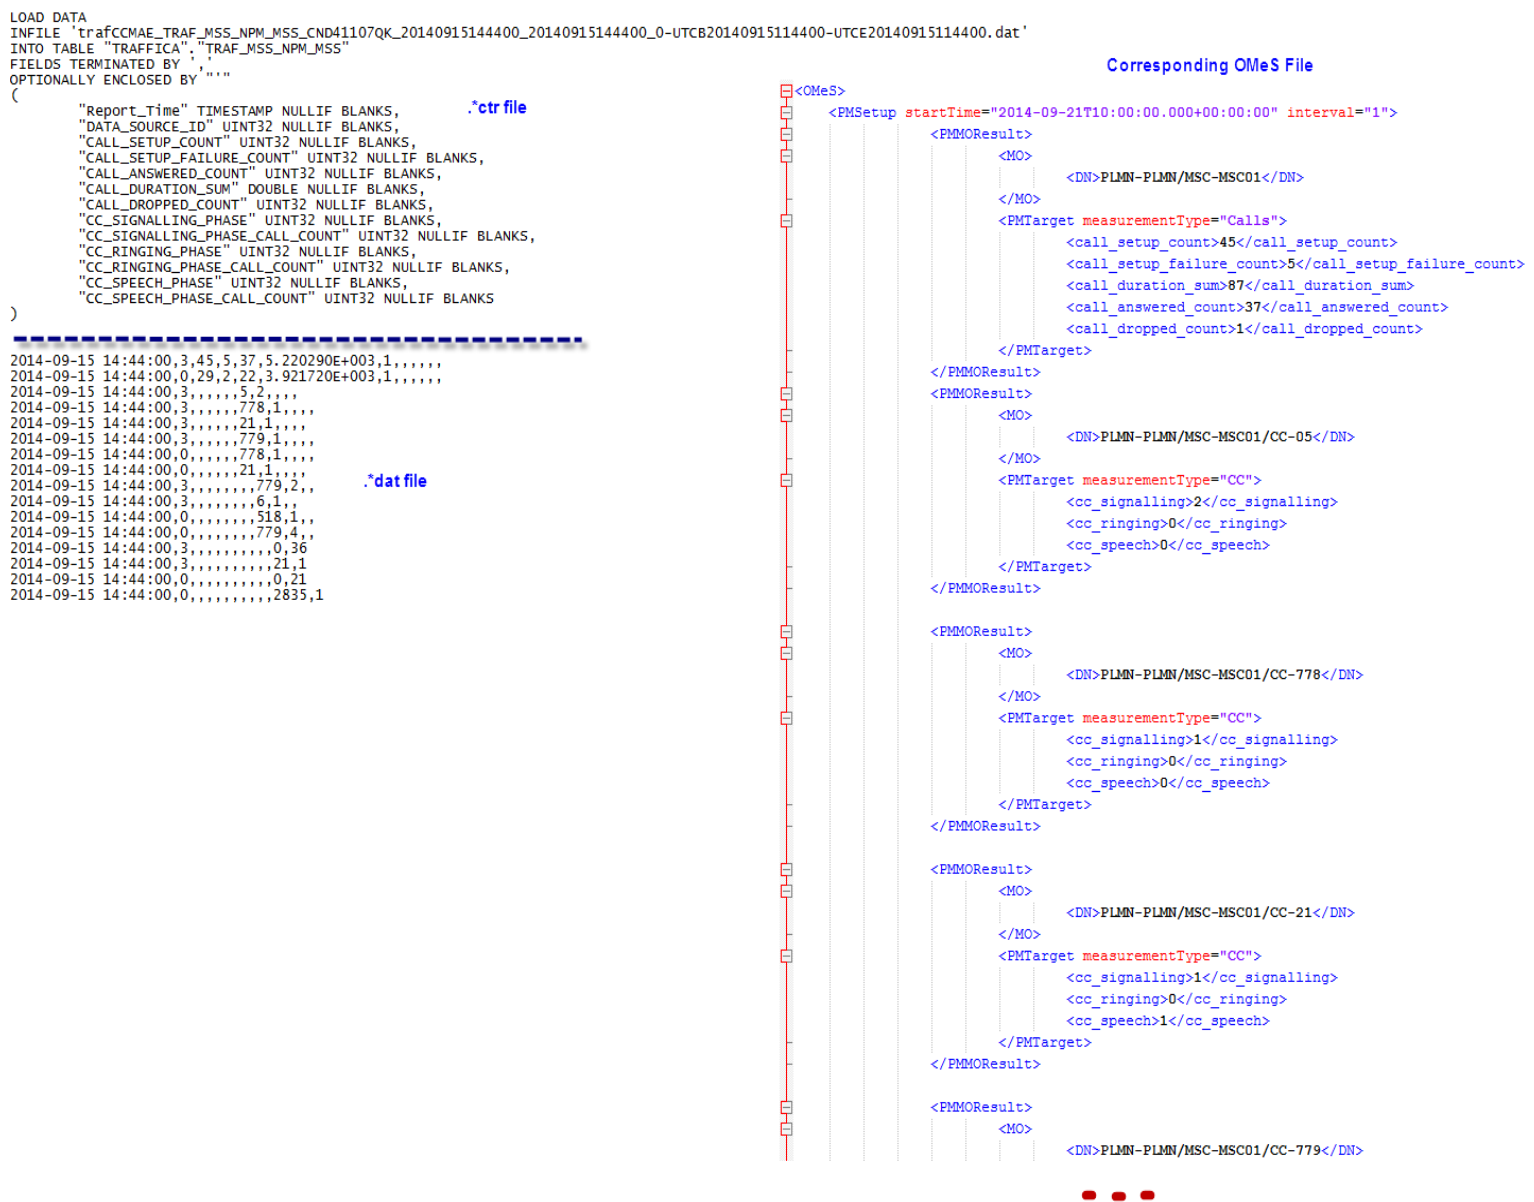 LOAD DATA
INFILE 'trafCCMAE_TRAF_MSS_NPM_MSS_CND41107QK_20140915144400_20140915144400_0-UTCB20140915114400-UTCE20140915114400.dat'
INTO TABLE "TRAFFICA"."TRAF_MSS_NPM_MSS"
FIELDS TERMINATED BY ','
OPTIONALLY ENCLOSED BY "'"
(
"Report_Time" TIMESTAMP NULLIF BLANKS,
.*ctr file
"DATA_SOURCE_ID" UINT32 NULLIF BLANKS,
"CALL_SETUP_COUNT" UINT32 NULLIF BLANKS,
"CALL_SETUP_FAILURE_COUNT" UINT32 NULLIF BLANKS,
"CALL_ANSWERED_COUNT" UINT32 NULLIF BLANKS,
"CALL_DURATION_SUM" DOUBLE NULLIF BLANKS,
"CALL_DROPPED_COUNT" UINT32 NULLIF BLANKS,
"CC_SIGNALLING_PHASE" UINT32 NULLIF BLANKS,
"CC_SIGNALLING_PHASE_CALL_COUNT" UINT32 NULLIF BLANKS,
"CC_RINGING_PHASE" UINT32 NULLIF BLANKS,
"CC_RINGING_PHASE_CALL_COUNT" UINT32 NULLIF BLANKS,
"CC_SPEECH_PHASE" UINT32 NULLIF BLANKS,
"CC_SPEECH_PHASE_CALL_COUNT" UINT32 NULLIF BLANKS
)
2014-09-15 14:44:00,3,45,5,37,5.220290E+003,1,,,,,,
2014-09-15 14:44:00,0,29,2,22,3.921720E+003,1,,,,,,
2014-09-15 14:44:00,3,,,,,,5,2,,,,
2014-09-15 14:44:00,3,,,,,,778,1,,,,
2014-09-15 14:44:00,3,,,,,,21,1,,,,
2014-09-15 14:44:00,3,,,,,,779,1,,,,
2014-09-15 14:44:00,0,,,,,,778,1,,,,
2014-09-15 14:44:00,0,,,,,,21,1,,,,
2014-09-15 14:44:00,3,,,,,,,,779,2,,
.*dat file
2014-09-15 14:44:00,3,,,,,,,,6,1,,
2014-09-15 14:44:00,0,,,,,,,,518,1,,
2014-09-15 14:44:00,0,,,,,,,,779,4,,
2014-09-15 14:44:00,3,,,,,,,,,,0,36
2014-09-15 14:44:00,3,,,,,,,,,,21,1
2014-09-15 14:44:00,0,,,,,,,,,,0,21
2014-09-15 14:44:00,0,,,,,,,,,,2835,1
Corresponding OMeS File
<OMeS>
<PMSetup startTime="2014-09-21T10:00:00.000+00:00:00" interval="1">
<PMMOResult>
<MO>
<DN>PLMN-PLMN/MSC-MSC01</DN>
</MO>
<PMTarget measurementType="Calls">
<call_setup_count>45</call_setup_count>
<call_setup_failure_count>5</call_setup_failure_count>
<call_duration_sum>87</call_duration_sum>
<call_answered_count>37</call_answered_count>
<call_dropped_count>1</call_dropped_count>
</PMTarget>
</PMMOResult>
<PMMOResult>
<MO>
<DN>PLMN-PLMN/MSC-MSC01/CC-05</DN>
</MO>
<PMTarget measurementType="CC">
<cc_signalling>2</cc_signalling>
<cc_ringing>0</cc_ringing>
<cc_speech>0</cc_speech>
</PMTarget>
</PMMOResult>
<PMMOResult>
<MO>
<DN>PLMN-PLMN/MSC-MSC01/CC-778</DN>
</MO>
<PMTarget measurementType="CC">
<cc_signalling>1</cc_signalling>
<cc_ringing>0</cc_ringing>
<cc_speech>0</cc_speech>
</PMTarget>
</PMMOResult>
<PMMOResult>
<MO>
<DN>PLMN-PLMN/MSC-MSC01/CC-21</DN>
</MO>
<PMTarget measurementType="CC">
<cc_signalling>1</cc_signalling>
<cc_ringing>0</cc_ringing>
<cc_speech>1</cc_speech>
</PMTarget>
</PMMOResult>
<PMMOResult>
<MO>
<DN>PLMN-PLMN/MSC-MSC01/CC-779</DN>